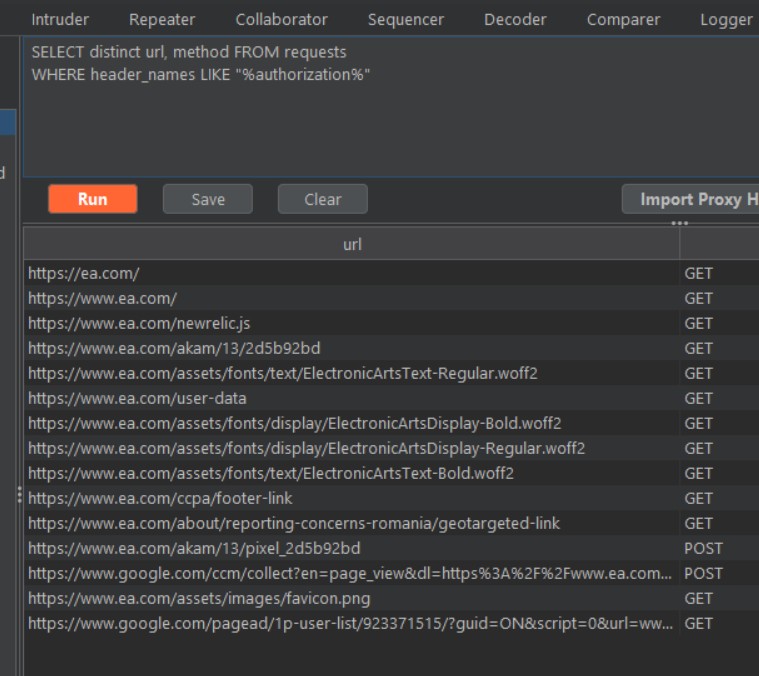 Intruder Repeater Collaborator Sequencer Decoder Comparer Logger
SELECT distinct url, method FROM requests
WHERE header_names LIKE "%authorization%"
d
Run Save Clear Import Proxy H
url
https://ea.com/ GET
https://www.ea.com/ GET
https://www.ea.com/newrelic.js GET
https://www.ea.com/akam/13/2d5b92bd GET
https://www.ea.com/assets/fonts/text/ElectronicArtsText-Regular.woff2 GET
https://www.ea.com/user-data GET
https://www.ea.com/assets/fonts/display/ElectronicArtsDisplay-Bold.woff2 GET
https://www.ea.com/assets/fonts/display/ElectronicArtsDisplay-Regular.woff2 GET
https://www.ea.com/assets/fonts/text/ElectronicArtsText-Bold.woff2 GET
https://www.ea.com/ccpa/footer-link GET
https://www.ea.com/about/reporting-concerns-romania/geotargeted-link GET
https://www.ea.com/akam/13/pixel_2d5b92bd POST
https://www.google.com/ccm/collect?en=page_view&dl=https%3A%2F%2Fwww.ea.com... POST
https://www.ea.com/assets/images/favicon.png GET
https://www.google.com/pagead/1p-user-list/923371515/?guid=ON&script=0&url=ww... GET